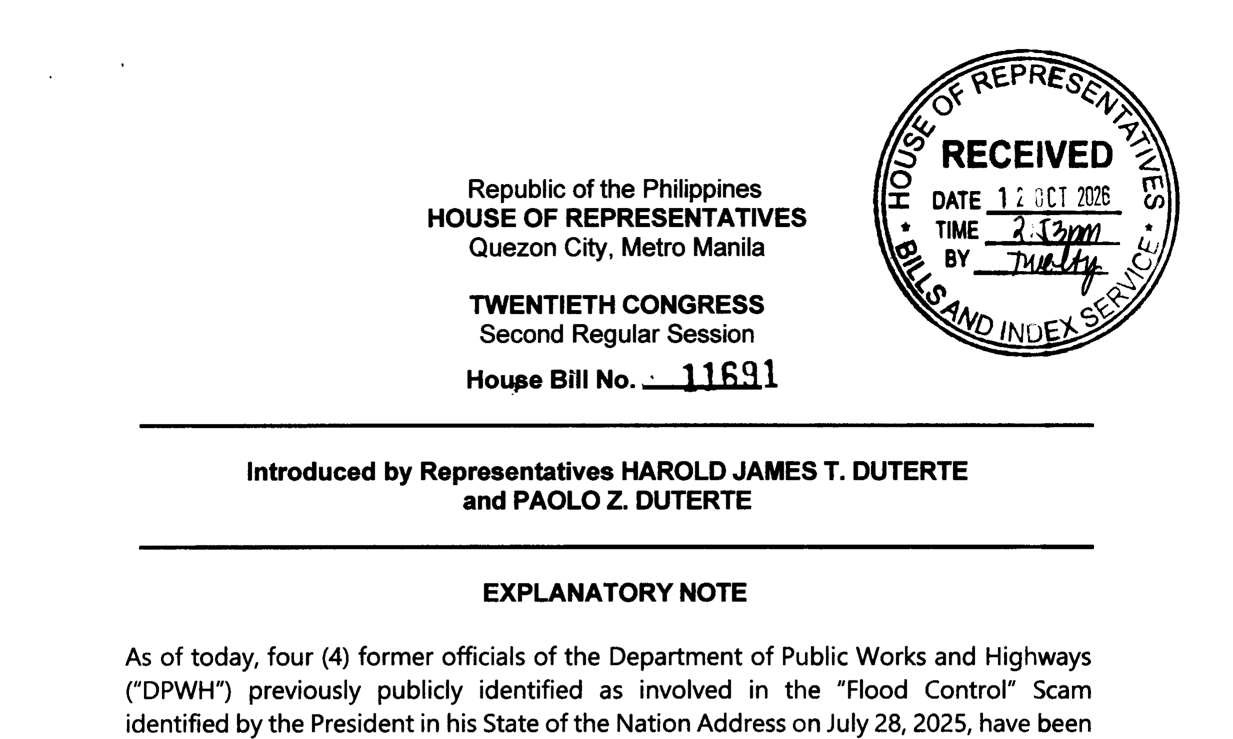 HOUSE OF REPRESENTATIVES
RECEIVED
DATE 12 OCT 2026
TIME 2:53pm
BY
* BILLS AND INDEX SERVICE *
Republic of the Philippines
HOUSE OF REPRESENTATIVES
Quezon City, Metro Manila
TWENTIETH CONGRESS
Second Regular Session
House Bill No. 11691
Introduced by Representatives HAROLD JAMES T. DUTERTE
and PAOLO Z. DUTERTE
EXPLANATORY NOTE
As of today, four (4) former officials of the Department of Public Works and Highways
("DPWH") previously publicly identified as involved in the "Flood Control" Scam
identified by the President in his State of the Nation Address on July 28, 2025, have been